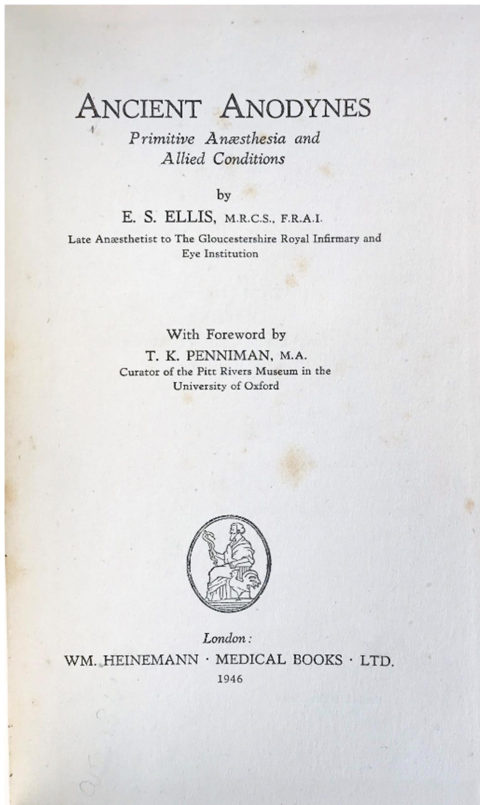 ANCIENT ANODYNES
Primitive Anæsthesia and
Allied Conditions
by
E. S. ELLIS, M.R.C.S., F.R.A.I.
Late Anæsthetist to The Gloucestershire Royal Infirmary and
Eye Institution
With Foreword by
T. K. PENNIMAN, M.A.
Curator of the Pitt Rivers Museum in the
University of Oxford
London:
WM. HEINEMANN · MEDICAL BOOKS · LTD.
1946